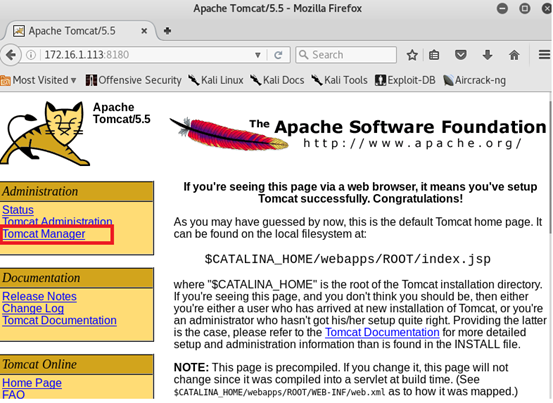 Apache Tomcat/5.5 - Mozilla Firefox
Apache Tomcat/5.5
172.16.1.113:8180
Search
Most Visited
Offensive Security
Kali Linux
Kali Docs
Kali Tools
Exploit-DB
Aircrack-ng
Apache
Tomcat/5.5
The Apache Software Foundation
http://www.apache.org/
Administration
Status
Tomcat Administration
Tomcat Manager
Documentation
Release Notes
Change Log
Tomcat Documentation
Tomcat Online
Home Page
FAQ
If you're seeing this page via a web browser, it means you've setup
Tomcat successfully. Congratulations!
As you may have guessed by now, this is the default Tomcat home page. It
can be found on the local filesystem at:
$CATALINA_HOME/webapps/ROOT/index.jsp
where "$CATALINA_HOME" is the root of the Tomcat installation directory.
If you're seeing this page, and you don't think you should be, then either
you're either a user who has arrived at new installation of Tomcat, or you're
an administrator who hasn't got his/her setup quite right. Providing the latter
is the case, please refer to the Tomcat Documentation for more detailed
setup and administration information than is found in the INSTALL file.
NOTE: This page is precompiled. If you change it, this page will not
change since it was compiled into a servlet at build time. (See
$CATALINA_HOME/webapps/ROOT/WEB-INF/web.xml as to how it was mapped.)